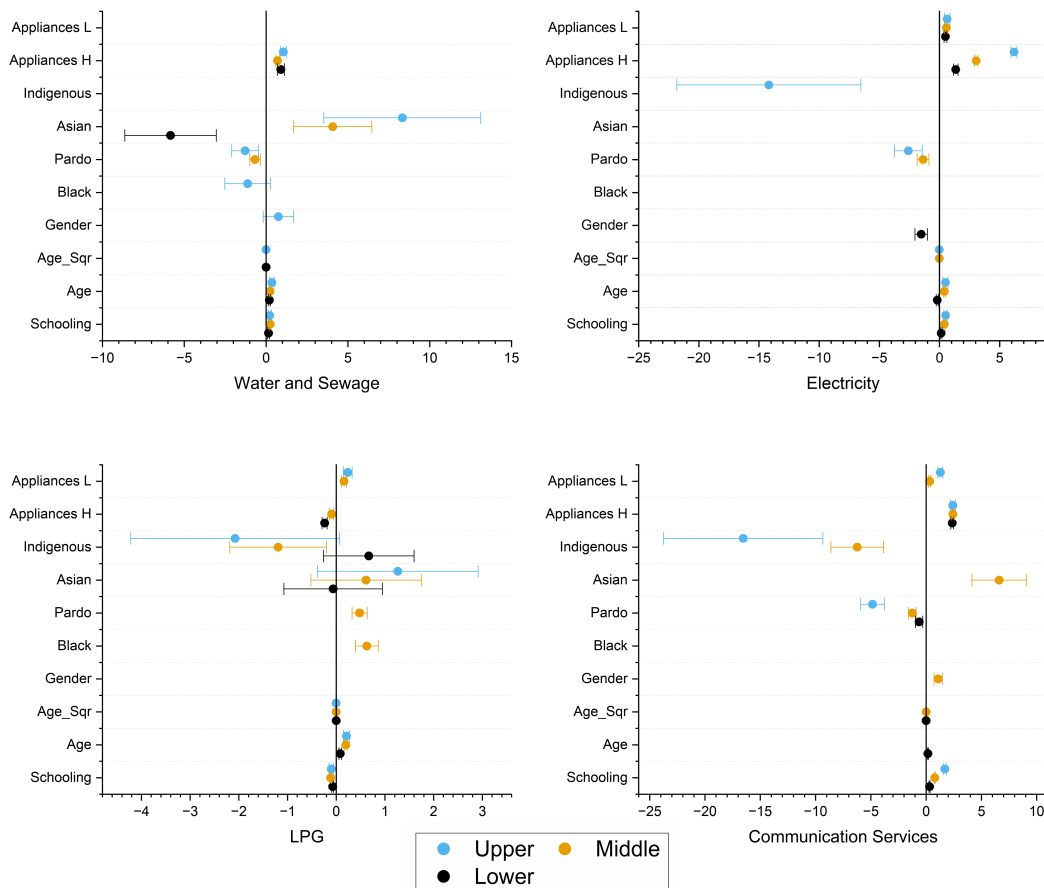 Appliances L
Appliances H
Indigenous
Asian
Pardo
Black
Gender
Age_Sqr
Age
Schooling
−10 −5 0 5 10 15
Water and Sewage
Appliances L
Appliances H
Indigenous
Asian
Pardo
Black
Gender
Age_Sqr
Age
Schooling
−25 −20 −15 −10 −5 0 5
Electricity
Appliances L
Appliances H
Indigenous
Asian
Pardo
Black
Gender
Age_Sqr
Age
Schooling
−4 −3 −2 −1 0 1 2 3
LPG
Appliances L
Appliances H
Indigenous
Asian
Pardo
Black
Gender
Age_Sqr
Age
Schooling
−25 −20 −15 −10 −5 0 5 10
Communication Services
Upper Middle
Lower